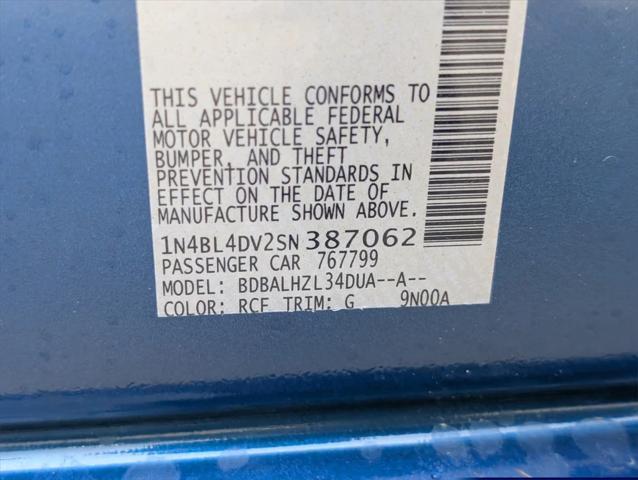 THIS VEHICLE CONFORMS TO
ALL APPLICABLE FEDERAL
MOTOR VEHICLE SAFETY,
BUMPER, AND THEFT
PREVENTION STANDARDS IN
EFFECT ON THE DATE OF
MANUFACTURE SHOWN ABOVE.
1N4BL4DV2SN387062
PASSENGER CAR 767799
MODEL: BDBALHZL34DUA--A--
COLOR: RCF TRIM: G 9N00A